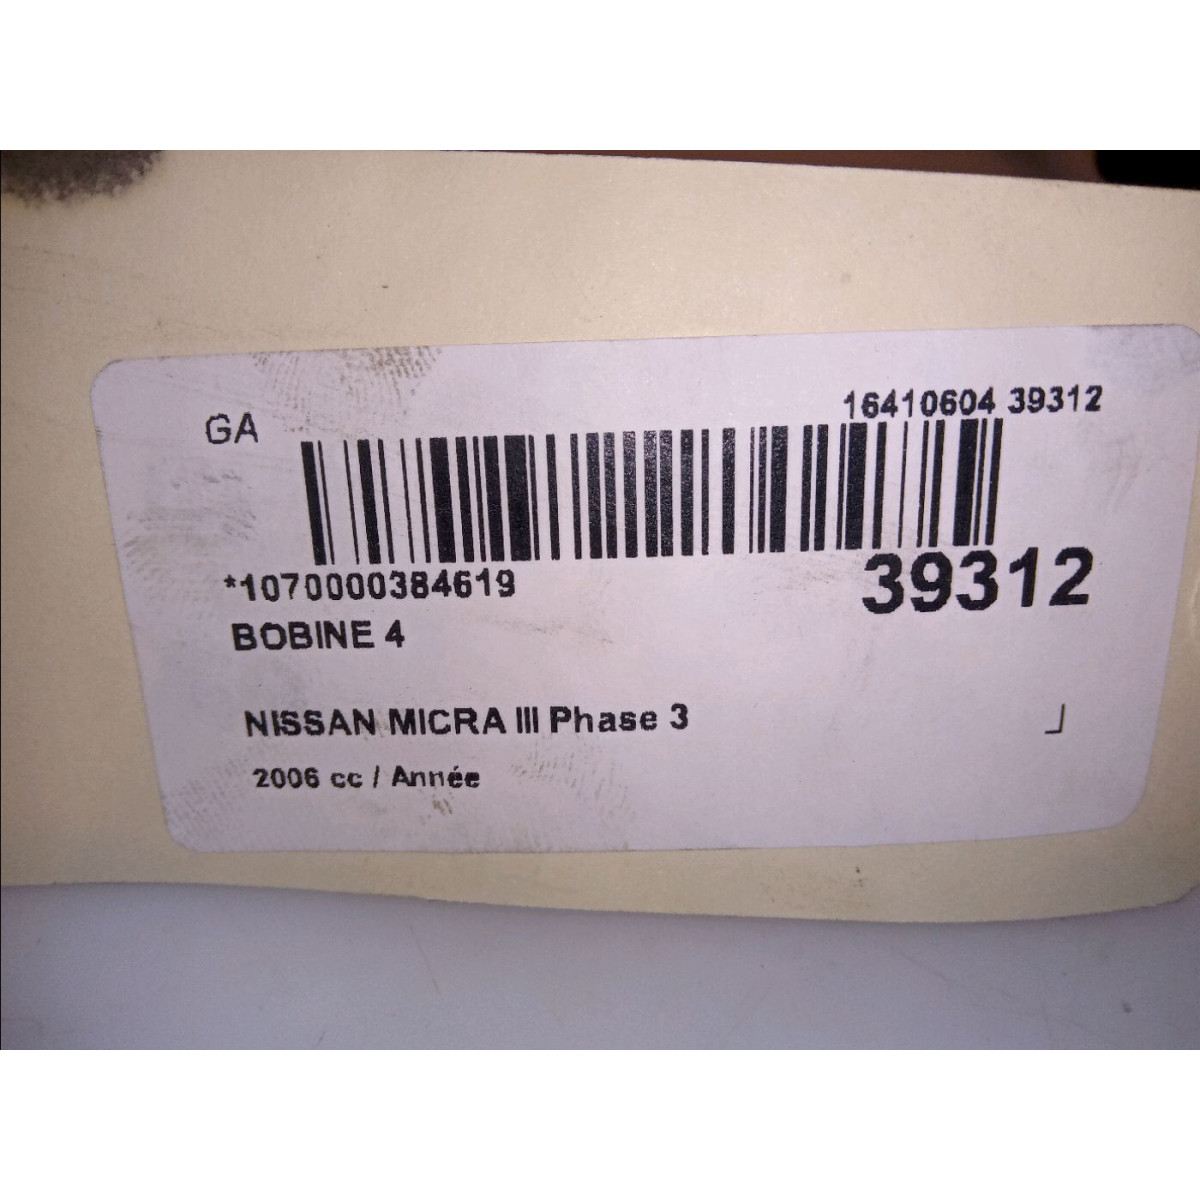 GA
16410604 39312
*1070000384619
39312
BOBINE 4
NISSAN MICRA III Phase 3
2006 cc / Année